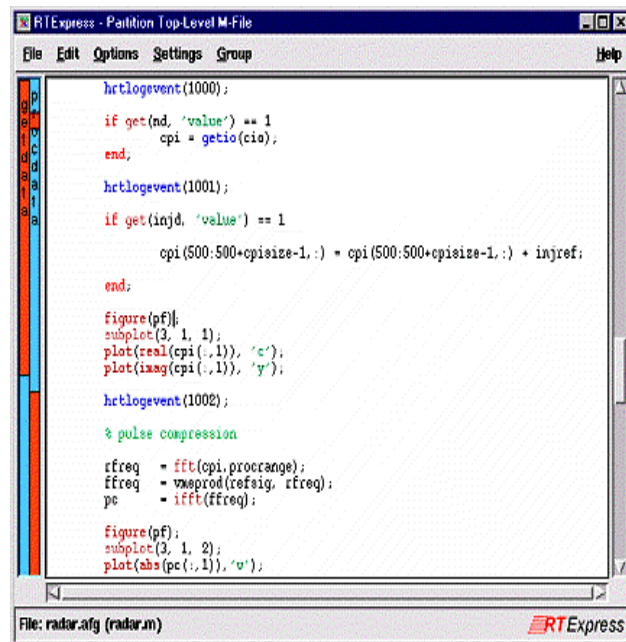 RTExpress - Partition Top-Level M-File
File Edit Options Settings Group Help
getdata
procdata
hrtlogevent(1000);
if get(nd, 'value') == 1
cpi = getio(cio);
end;
hrtlogevent(1001);
if get(injd, 'value') == 1
cpi(500:500+cpisize-1,:) = cpi(500:500+cpisize-1,:) + injref;
end;
figure(pf);
subplot(3, 1, 1);
plot(real(cpi(:,1)), 'c');
plot(imag(cpi(:,1)), 'y');
hrtlogevent(1002);
% pulse compression
rfreq = fft(cpi,procrange);
ffreq = vmsprod(refsig, rfreq);
pc = ifft(ffreq);
figure(pf);
subplot(3, 1, 2);
plot(abs(pc(:,1)),'w');
File: radar.afg (radar.m)
RTExpress